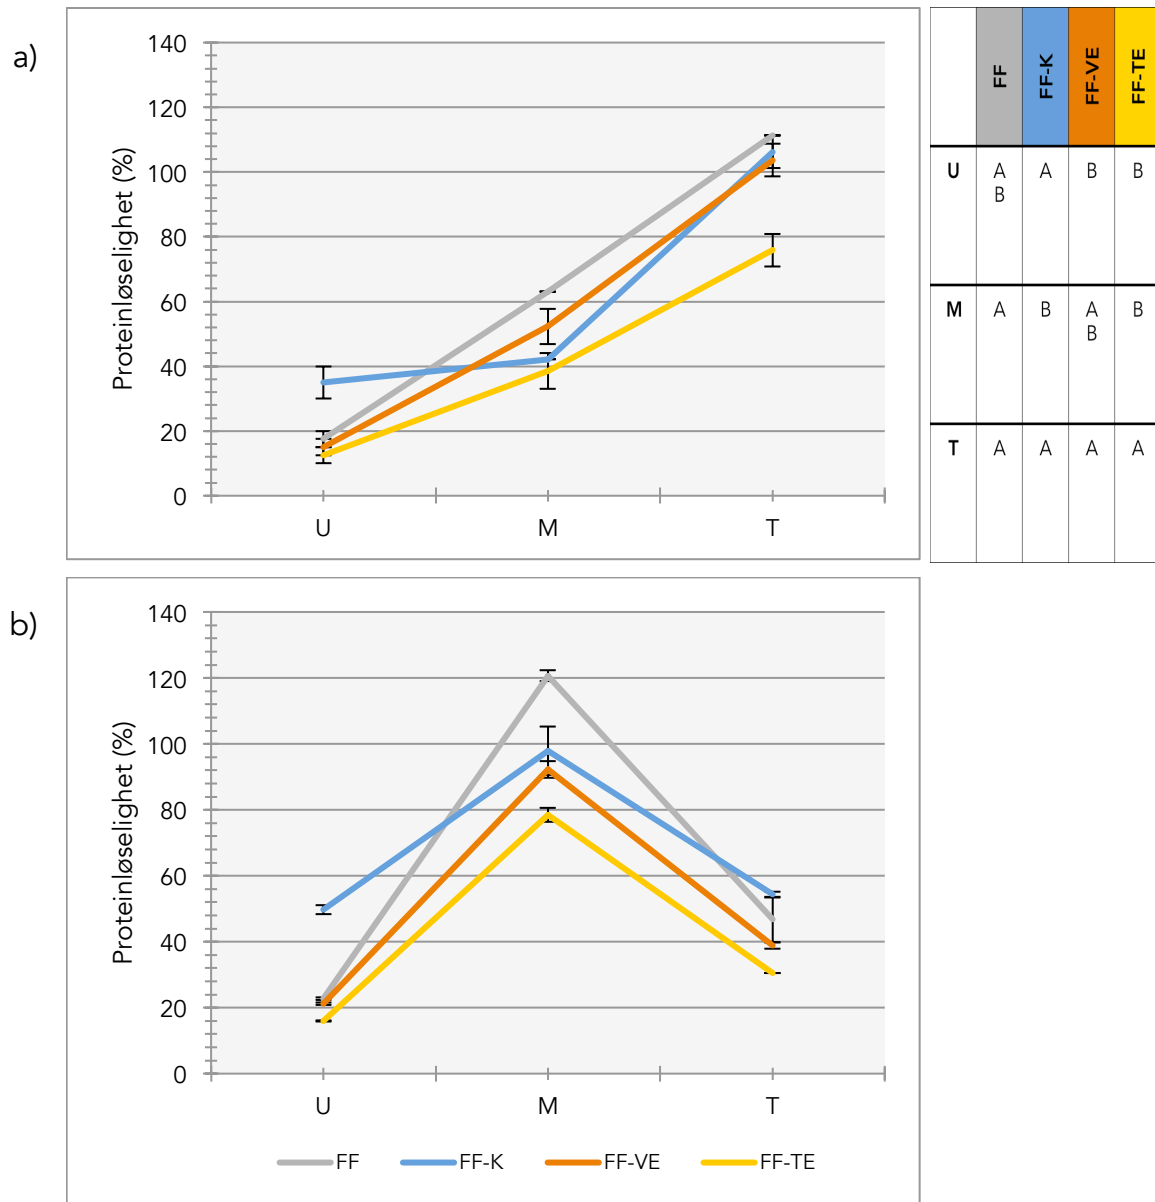 a)
Proteinløselighet (%)
140
120
100
80
60
40
20
0
U M T
FF FF-K FF-VE FF-TE
U A A B B
B
M A B A B
B
T A A A A
b)
Proteinløselighet (%)
140
120
100
80
60
40
20
0
U M T
FF FF-K FF-VE FF-TE